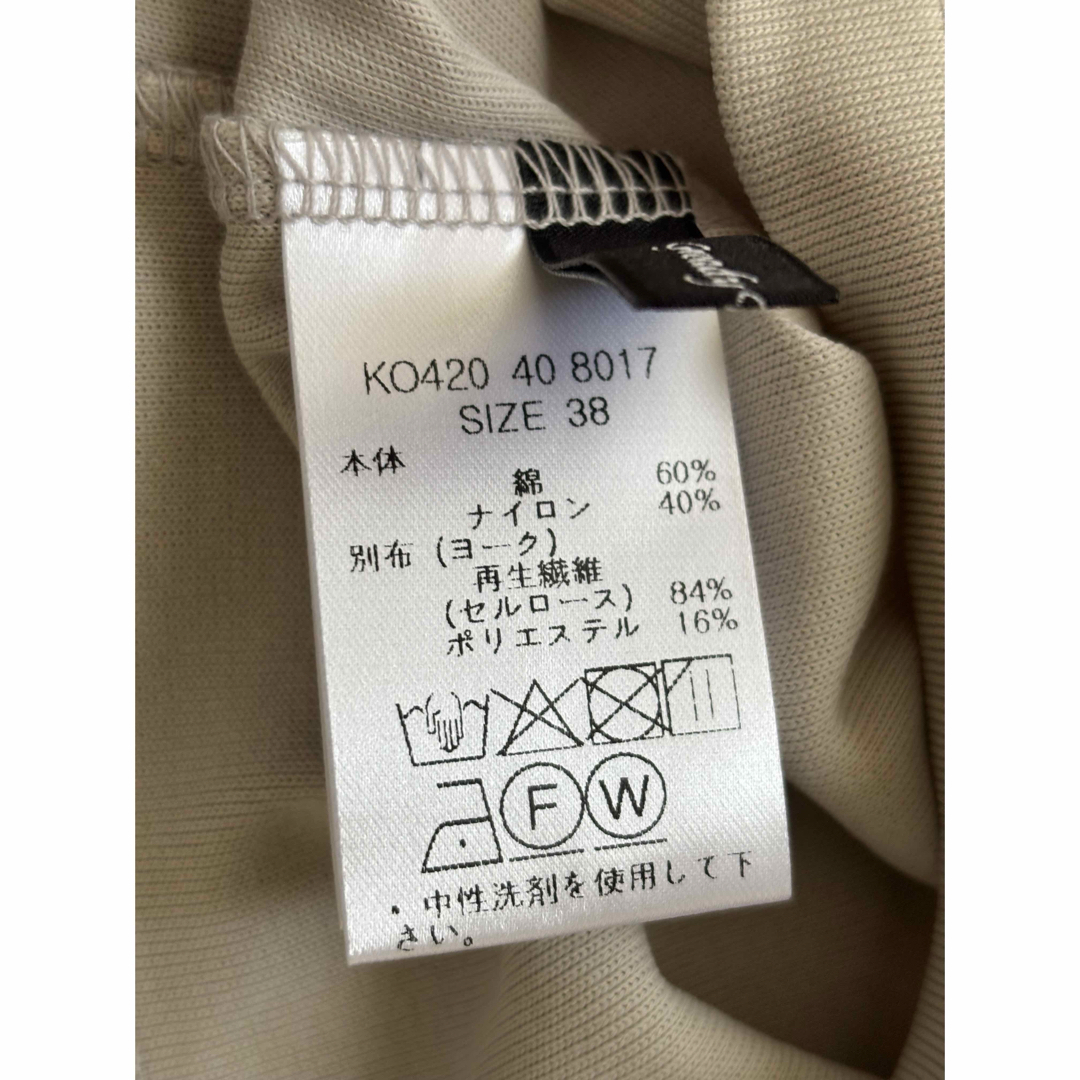 KO420 40 8017
SIZE 38
本体
綿 60%
ナイロン 40%
別布 (ヨーク)
再生繊維
(セルロース) 84%
ポリエステル 16%
F W
・中性洗剤を使用して下
さい。